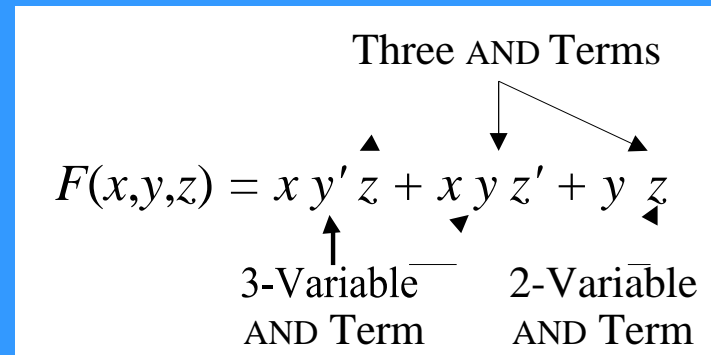 Three AND Terms
F(x,y,z) = x y′ z + x y z′ + y z
3-Variable 2-Variable
AND Term AND Term